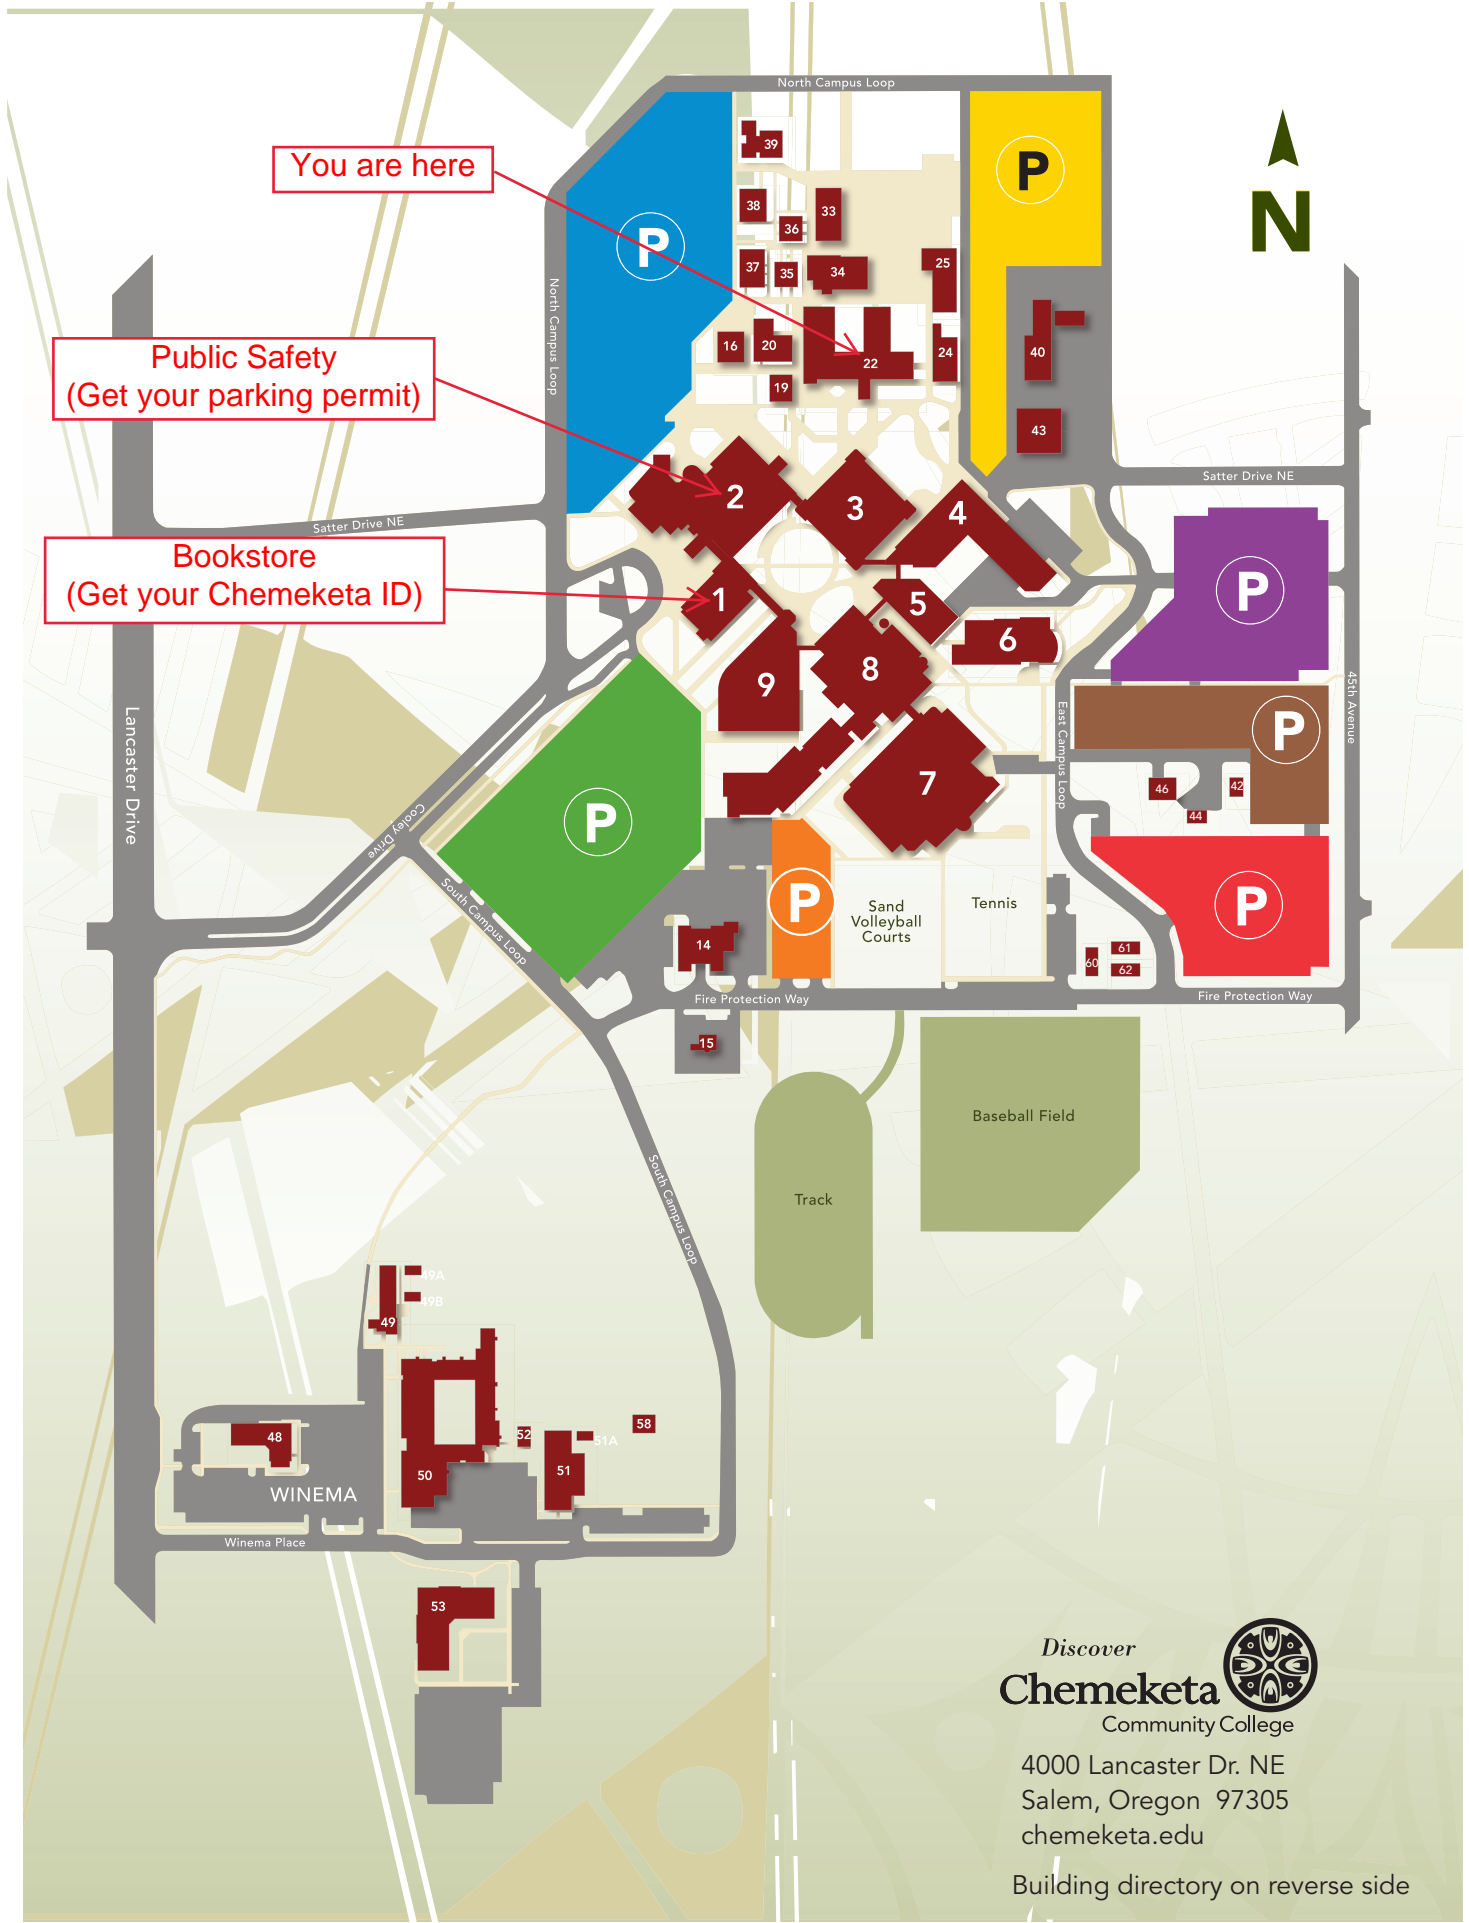 North Campus Loop
39
You are here
P
P
N
38
33
36
37
35
34
25
North Campus Loop
16
20
22
24
40
19
43
Public Safety
(Get your parking permit)
2
3
4
Satter Drive NE
Satter Drive NE
Bookstore
(Get your Chemeketa ID)
1
5
P
6
8
9
45th Avenue
Lancaster Drive
East Campus Loop
P
7
46
42
44
Cooley Drive
P
South Campus Loop
P
Sand
Volleyball
Courts
Tennis
P
14
60
61
62
Fire Protection Way
Fire Protection Way
15
Baseball Field
Track
South Campus Loop
49A
49B
49
48
52
51A
58
50
51
WINEMA
Winema Place
53
Discover
Chemeketa
Community College
4000 Lancaster Dr. NE
Salem, Oregon 97305
chemeketa.edu
Building directory on reverse side